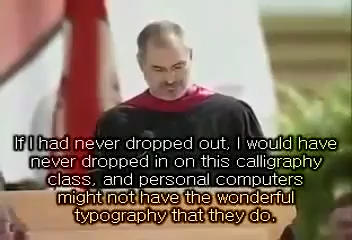 If I had never dropped out, I would have
never dropped in on this calligraphy
class, and personal computers
might not have the wonderful
typography that they do.